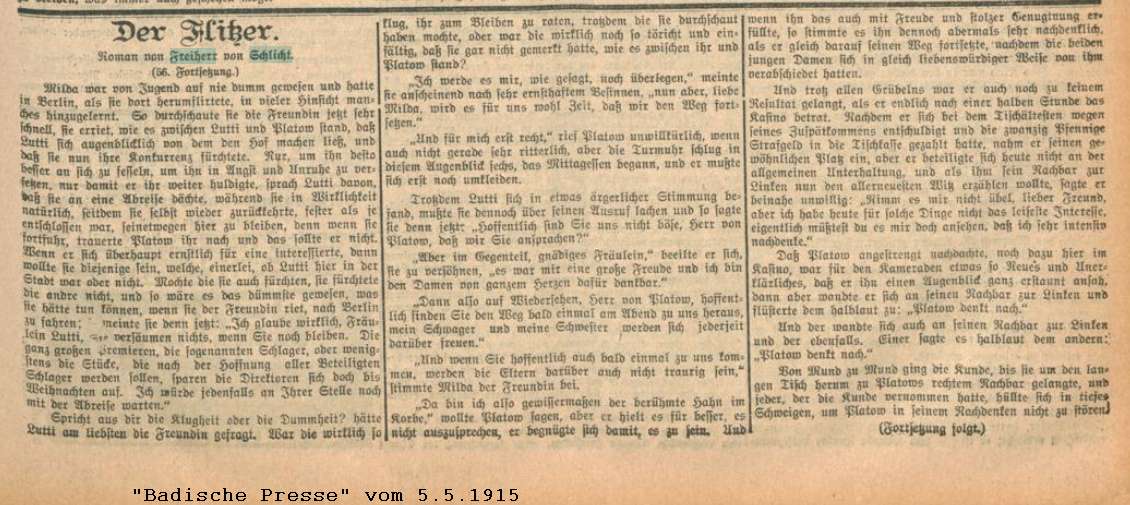 Der Flitzer.
Roman von Freiherr von Schlicht.
(56. Fortsetzung.)
Milda war von Jugend auf nie dumm gewesen und hatte
in Berlin, als sie dort herumflirtete, in vieler Hinsicht man-
ches hinzugelernt. So durchschaute sie die Freundin jetzt sehr
schnell, sie erriet, wie es zwischen Lutti und Platow stand, daß
Lutti sich augenblicklich von dem den Hof machen ließ, und
daß sie nun ihre Konkurrenz fürchtete. Nur, um ihn desto
besser an sich zu fesseln, um ihn in Angst und Unruhe zu ver-
setzen, nur damit er ihr weiter huldigte, sprach Lutti davon,
daß sie an eine Abreise dächte, während sie in Wirklichkeit
natürlich, seitdem sie selbst wieder zurückkehrte, fester als je
entschlossen war, seinetwegen hier zu bleiben, denn wenn sie
fortfuhr, trauerte Platow ihr nach und das sollte er nicht.
Wenn er sich überhaupt ernstlich für eine interessierte, dann
wollte sie diejenige sein, welche, einerlei, ob Lutti hier in der
Stadt war oder nicht. Mochte die sie auch fürchten, sie fürchtete
die andre nicht, und so wäre es das dümmste gewesen, was
sie hätte tun können, wenn sie der Freundin riet, nach Berlin
zu fahren; meinte sie denn jetzt: „Ich glaube wirklich, Fräu-
lein Lutti, versäumen nichts, wenn Sie noch bleiben. Die
ganz großen Premieren, die sogenannten Schlager, oder wenig-
stens die Stücke, die nach der Hoffnung aller Beteiligten
Schlager werden sollen, sparen die Direktoren sich doch bis
Weihnachten auf. Ich würde jedenfalls an Ihrer Stelle noch
mit der Abreise warten.“
Spricht aus dir die Klugheit oder die Dummheit? hätte
Lutti am liebsten die Freundin gefragt. War die wirklich so
klug, ihr zum Bleiben zu raten, trotzdem die sie durchschaut
haben mochte, oder war die wirklich noch so töricht und ein-
fältig, daß sie gar nicht gemerkt hatte, wie es zwischen ihr und
Platow stand?
„Ich werde es mir, wie gesagt, noch überlegen,“ meinte
sie anscheinend nach sehr ernsthaftem Besinnen, „nun aber, liebe
Milda, wird es für uns wohl Zeit, daß wir den Weg fort-
setzen.“
„Und für mich erst recht,“ rief Platow unwillkürlich, wenn
auch nicht gerade sehr ritterlich, aber die Turmuhr schlug in
diesem Augenblick sechs, das Mittagessen begann, und er mußte
sich erst noch umkleiden.
Trotzdem Lutti sich in etwas ärgerlicher Stimmung be-
fand, mußte sie dennoch über seinen Ausruf lachen und so sagte
sie denn jetzt: „Hoffentlich sind Sie uns nicht böse, Herr von
Platow, daß wir Sie ansprachen?“
„Aber im Gegenteil, gnädiges Fräulein,“ beeilte er sich,
sie zu versöhnen, „es war mir eine große Freude und ich bin
den Damen von ganzem Herzen dafür dankbar.“
„Dann also auf Wiedersehen, Herr von Platow, hoffent-
lich finden Sie den Weg bald einmal am Abend zu uns heraus,
mein Schwager und meine Schwester werden sich jederzeit
darüber freuen.“
„Und wenn Sie hoffentlich auch bald einmal zu uns kom-
men, werden die Eltern darüber auch nicht traurig sein,“
stimmte Milda der Freundin bei.
„Da bin ich also gewissermaßen der berühmte Hahn im
Korbe,“ wollte Platow sagen, aber er hielt es für besser, es
nicht auszusprechen, er begnügte sich damit, es zu sein. Und
wenn ihn das auch mit Freude und stolzer Genugtnung er-
füllte, so stimmte es ihn dennoch abermals sehr nachdenklich,
als er gleich darauf seinen Weg fortsetzte, nachdem die beiden
jungen Damen sich in gleich liebenswürdiger Weise von ihm
verabschiedet hatten.
Und trotz allen Grübelns war er auch noch zu keinem
Resultat gelangt, als er endlich nach einer halben Stunde das
Kasino betrat. Nachdem er sich bei dem Tischältesten wegen
seines Zuspätkommens entschuldigt und die zwanzig Pfennige
Strafgeld in die Tischkasse gezahlt hatte, nahm er seinen ge-
wöhnlichen Platz ein, aber er beteiligte sich heute nicht an der
allgemeinen Unterhaltung, und als ihm sein Nachbar zur
Linken nun den allerneuesten Witz erzählen wollte, sagte er
beinahe unwillig: „Nimm es mir nicht übel, lieber Freund,
aber ich habe heute für solche Dinge nicht das leiseste Interesse,
eigentlich müßtest du es mir doch ansehen, daß ich sehr intensiv
nachdenke.“
Daß Platow angestrengt nachdachte, noch dazu hier im
Kasino, war für den Kameraden etwas so Neues und Uner-
klärliches, daß er ihn einen Augenblick ganz erstaunt ansah,
dann aber wandte er sich an seinen Nachbar zur Linken und
flüsterte dem halblaut zu: „Platow denkt nach.“
Und der wandte sich auch an seinen Nachbar zur Linken
und der ebenfalls. Einer sagte es halblaut dem andern:
„Platow denkt nach.“
Von Mund zu Mund ging die Kunde, bis sie um den lan-
gen Tisch herum zu Platows rechtem Nachbar gelangte, und
jeder, der die Kunde vernommen hatte, hüllte sich in tiefes
Schweigen, um Platow in seinem Nachdenken nicht zu stören
(Fortsetzung folgt.)
"Badische Presse" vom 5.5.1915